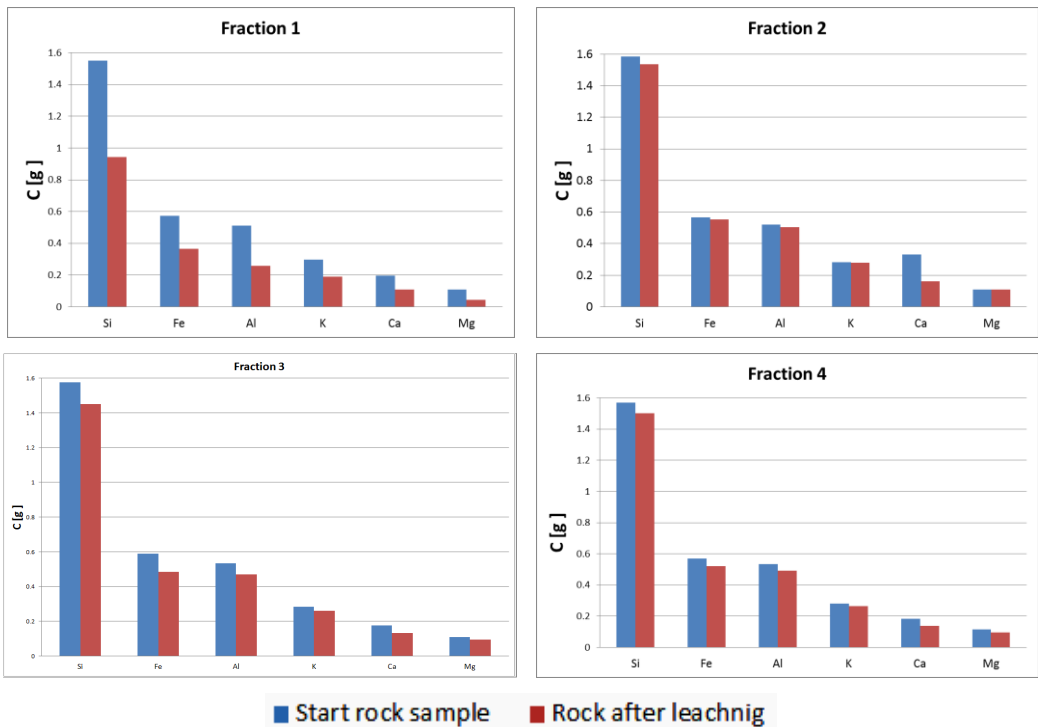 Fraction 1
1.6
1.4
1.2
1
0.8
0.6
0.4
0.2
0
C [g ]
Si Fe Al K Ca Mg
Fraction 2
1.6
1.4
1.2
1
0.8
0.6
0.4
0.2
0
C [g ]
Si Fe Al K Ca Mg
Fraction 3
1.6
1.4
1.2
1
0.8
0.6
0.4
0.2
0
C [g ]
Si Fe Al K Ca Mg
Fraction 4
1.6
1.4
1.2
1
0.8
0.6
0.4
0.2
0
C [g ]
Si Fe Al K Ca Mg
Start rock sample Rock after leachnig